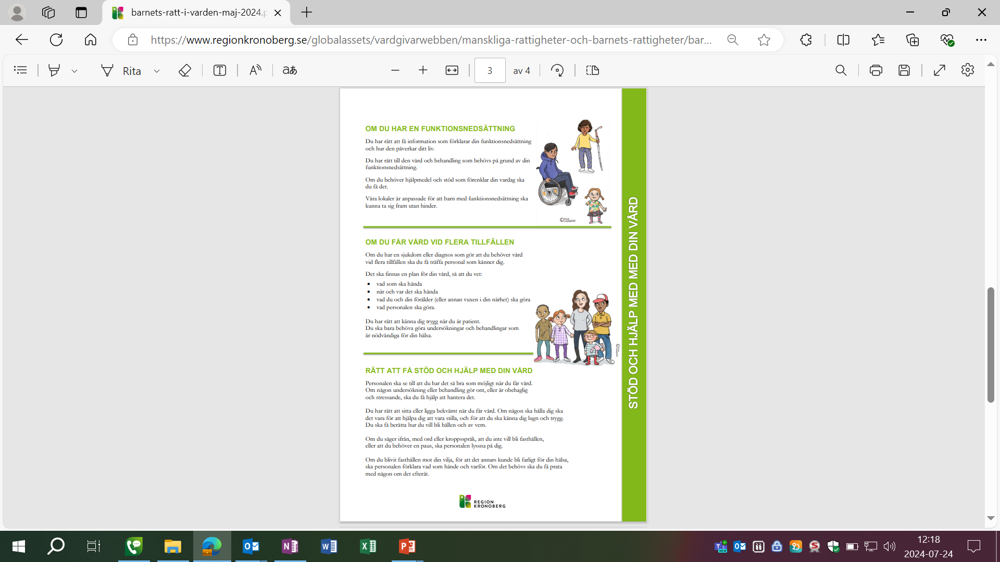 barnets-ratt-i-varden-maj-2024.p
https://www.regionkronoberg.se/globalassets/vardgivarwebben/manskliga-rattigheter-och-barnets-rattigheter/bar...
Rita
3 av 4
OM DU HAR EN FUNKTIONSNEDSÄTTNING
Du har rätt att få information som förklarar din funktionsnedsättning
och hur den påverkar ditt liv.
Du har rätt till den vård och behandling som behövs på grund av din
funktionsnedsättning.
Om du behöver hjälpmedel och stöd som förenklar din vardag ska
du få det.
Våra lokaler är anpassade för att barn med funktionsnedsättning ska
kunna ta sig fram utan hinder.
OM DU FÅR VÅRD VID FLERA TILLFÄLLEN
Om du har en sjukdom eller diagnos som gör att du behöver vård
vid flera tillfällen ska du få träffa personal som känner dig.
Det ska finnas en plan för din vård, så att du vet:
• vad som ska hända
• när och var det ska hända
• vad du och din förälder (eller annan vuxen i din närhet) ska göra
• vad personalen ska göra.
Du har rätt att känna dig trygg när du är patient.
Du ska bara behöva göra undersökningar och behandlingar som
är nödvändiga för din hälsa.
RÄTT ATT FÅ STÖD OCH HJÄLP MED DIN VÅRD
Personalen ska se till att du har det så bra som möjligt när du får vård.
Om någon undersökning eller behandling gör ont, eller är obehaglig
och stressande, ska du få hjälp att hantera det.
Du har rätt att sitta eller ligga bekvämt när du får vård. Om någon ska hålla dig ska
det vara för att hjälpa dig att vara stilla, och för att du ska känna dig lugn och trygg.
Du ska få berätta hur du vill bli hållen och av vem.
Om du säger ifrån, med ord eller kroppsspråk, att du inte vill bli fasthållen,
eller att du behöver en paus, ska personalen lyssna på dig.
Om du blivit fasthållen mot din vilja, för att det annars kunde bli farligt för din hälsa,
ska personalen förklara vad som hände och varför. Om det behövs ska du få prata
med någon om det efteråt.
REGION
KRONOBERG
STÖD OCH HJÄLP MED MED DIN VÅRD
12:18
2024-07-24